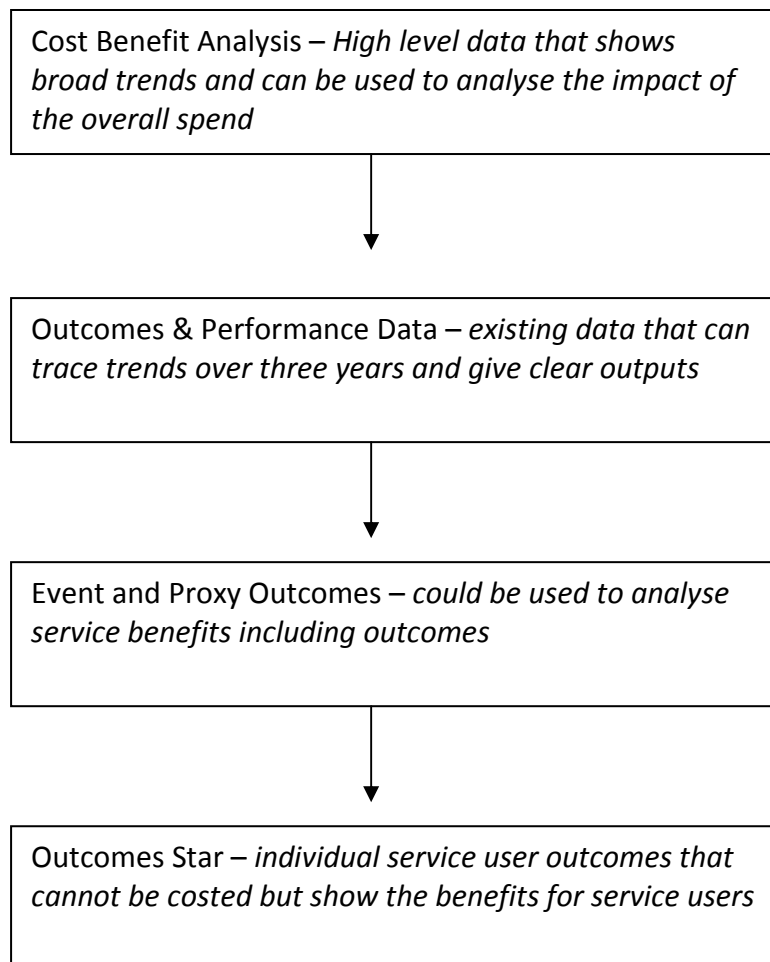 Cost Benefit Analysis – High level data that shows
broad trends and can be used to analyse the impact of
the overall spend
Outcomes & Performance Data – existing data that can
trace trends over three years and give clear outputs
Event and Proxy Outcomes – could be used to analyse
service benefits including outcomes
Outcomes Star – individual service user outcomes that
cannot be costed but show the benefits for service users